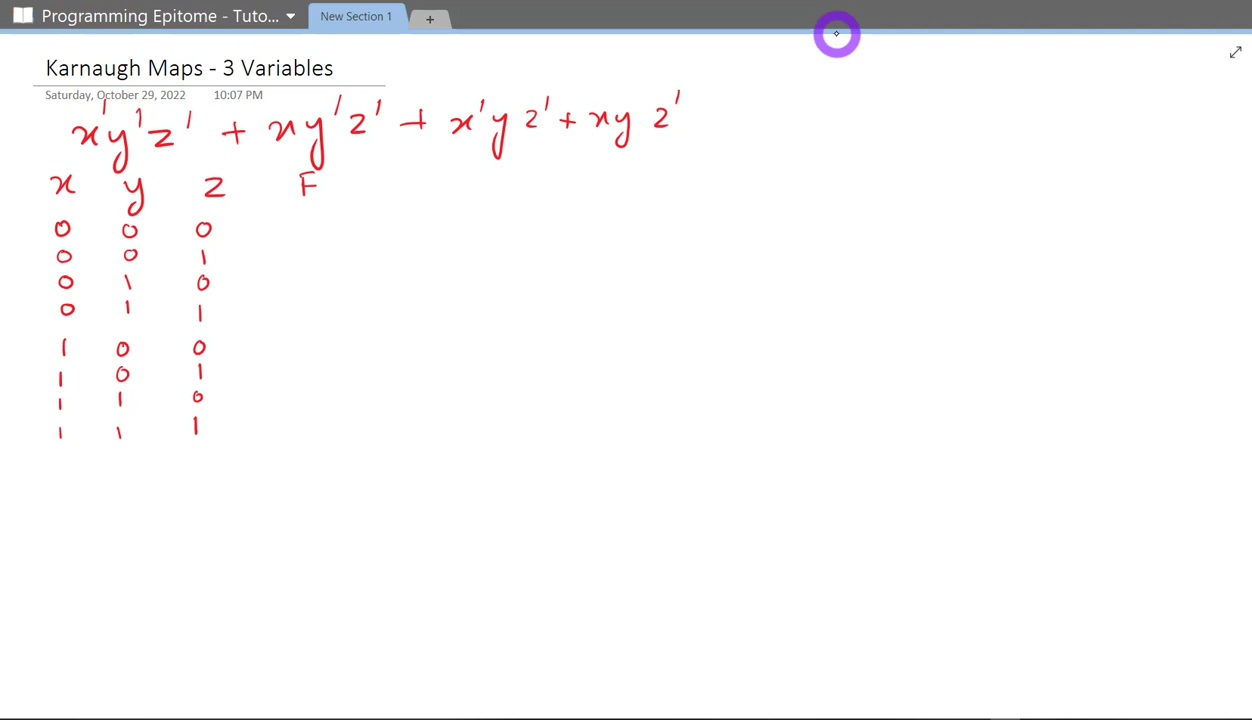 Programming Epitome - Tuto... New Section 1 +
Karnaugh Maps - 3 Variables
Saturday, October 29, 2022 10:07 PM
x'y'z' + xy'z' + x'yz' + xyz'
x y z F
0 0 0
0 0 1
0 1 0
0 1 1
1 0 0
1 0 1
1 1 0
1 1 1